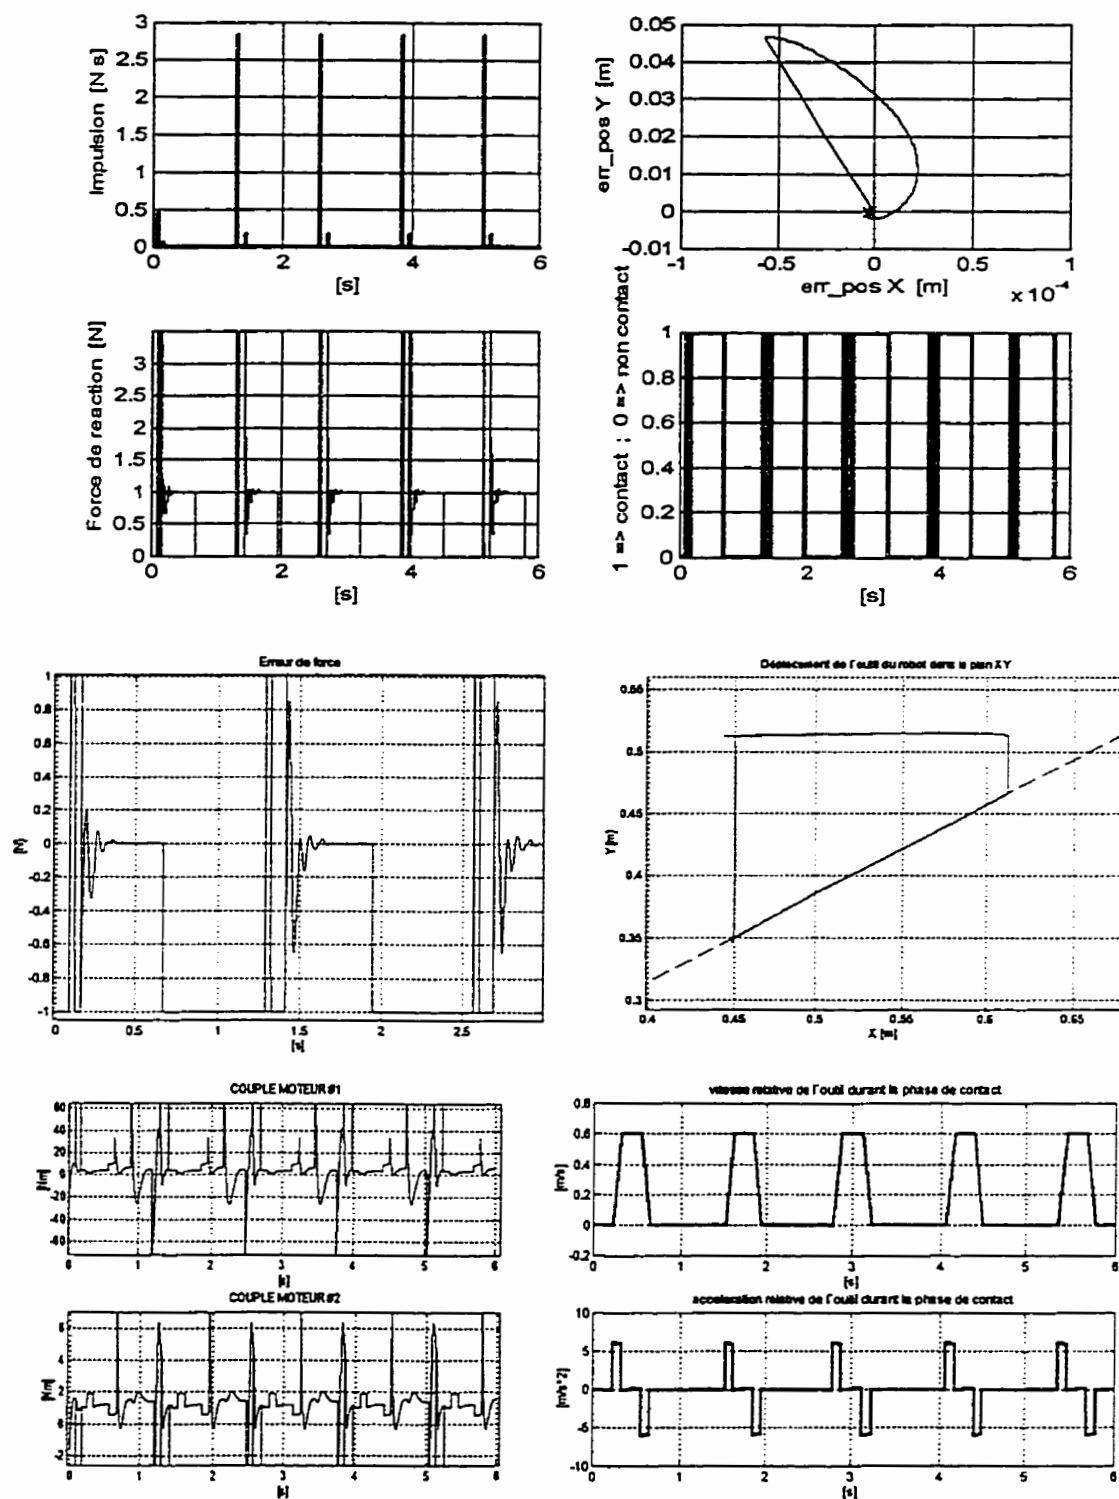 Impulsion [N s]
3
2.5
2
1.5
1
0.5
0
0 2 4 6
[s]
err_pos Y [m]
0.05
0.04
0.03
0.02
0.01
0
-0.01
-1 -0.5 0 0.5 1
err_pos X [m] x 10⁻⁴
Force de reaction [N]
3
2.5
2
1.5
1
0.5
0
0 2 4 6
[s]
1 => contact ; 0 => non contact
1
0.8
0.6
0.4
0.2
0
0 2 4 6
[s]
Erreur de force
[N]
1
0.8
0.6
0.4
0.2
0
-0.2
-0.4
-0.6
-0.8
-1
0 0.5 1 1.5 2 2.5
[s]
Déplacement de l'outil du robot dans le plan XY
Y [m]
0.55
0.5
0.45
0.4
0.35
0.3
0.4 0.45 0.5 0.55 0.6 0.65
X [m]
COUPLE MOTEUR #1
[Nm]
60
40
20
0
-20
-40
-60
0 1 2 3 4 5 6
[s]
vitesse relative de l'outil durant la phase de contact
[m/s]
0.8
0.6
0.4
0.2
0
-0.2
0 1 2 3 4 5 6
[s]
COUPLE MOTEUR #2
[Nm]
6
4
2
0
-2
0 1 2 3 4 5 6
[s]
acceleration relative de l'outil durant la phase de contact
[m/s^2]
10
5
0
-5
-10
0 1 2 3 4 5 6
[s]